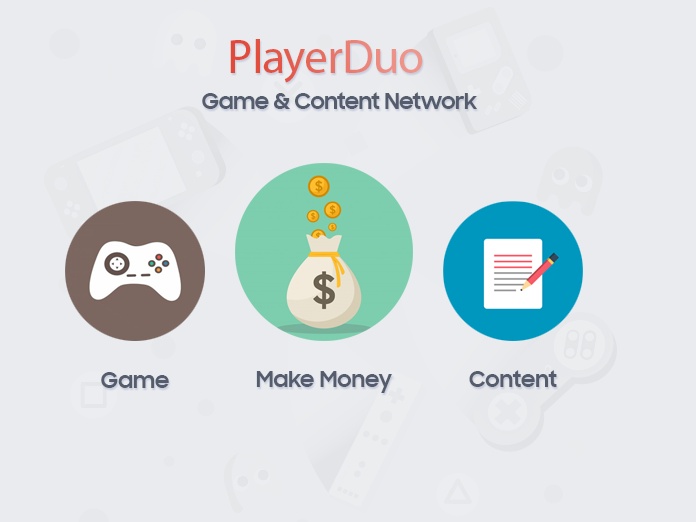 PlayerDuo
Game & Content Network
$
$
$
$
$
Game
Make Money
Content